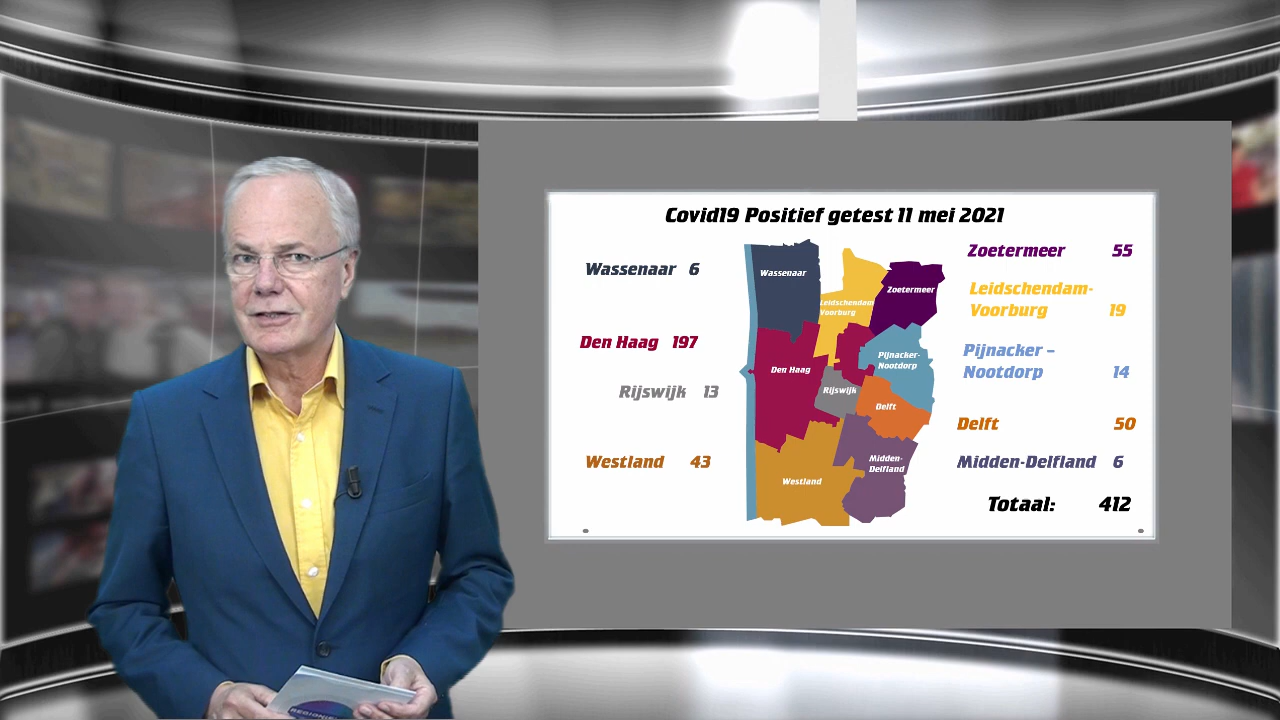 Covid19 Positief getest 11 mei 2021
Wassenaar 6
Den Haag 197
Rijswijk 13
Westland 43
Wassenaar
Leidschendam
Voorburg
Zoetermeer
Den Haag
Pijnacker-
Nootdorp
Rijswijk
Delft
Midden-
Delfland
Westland
Zoetermeer 55
Leidschendam-
Voorburg 19
Pijnacker –
Nootdorp 14
Delft 50
Midden-Delfland 6
Totaal: 412